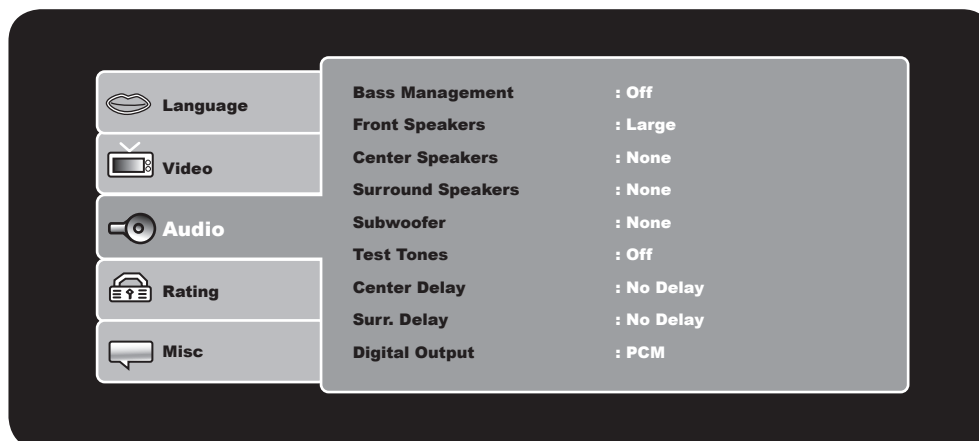 Language
Video
Audio
Rating
Misc
Bass Management : Off
Front Speakers : Large
Center Speakers : None
Surround Speakers : None
Subwoofer : None
Test Tones : Off
Center Delay : No Delay
Surr. Delay : No Delay
Digital Output : PCM